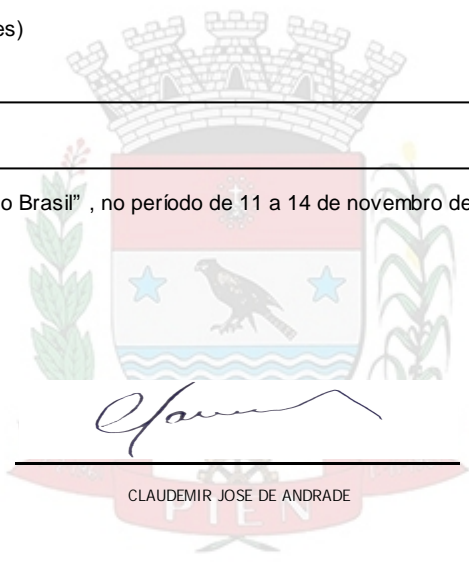 es)
o Brasil” , no período de 11 a 14 de novembro de
CLAUDEMIR JOSE DE ANDRADE
PIEN